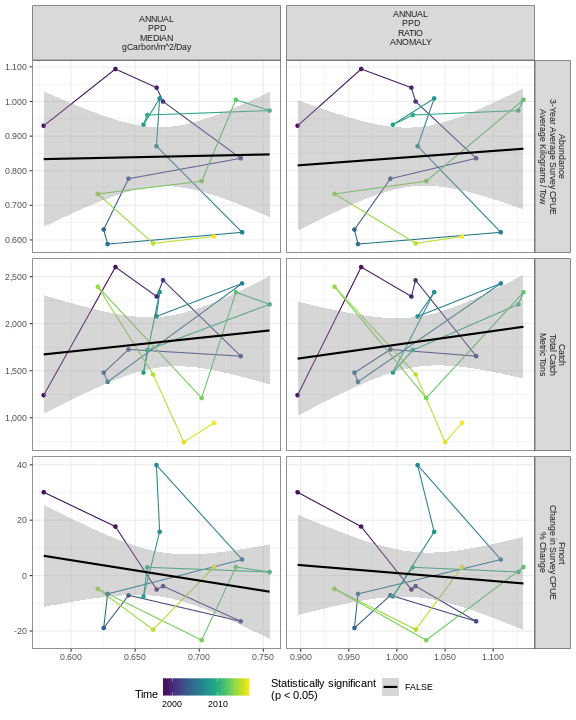 ANNUAL
PPD
MEDIAN
gCarbon/m^2/Day
ANNUAL
PPD
RATIO
ANOMALY
1.100
1.000
0.900
0.800
0.700
0.600
Abundance
3-Year Average Survey CPUE
Average Kilograms / Tow
2,500
2,000
1,500
1,000
Catch
Total Catch
Metric Tons
40
20
0
-20
Fmort
Change in Survey CPUE
% Change
0.600
0.650
0.700
0.750
0.900
0.950
1.000
1.050
1.100
Time
2000
2010
Statistically significant
(p < 0.05)
FALSE